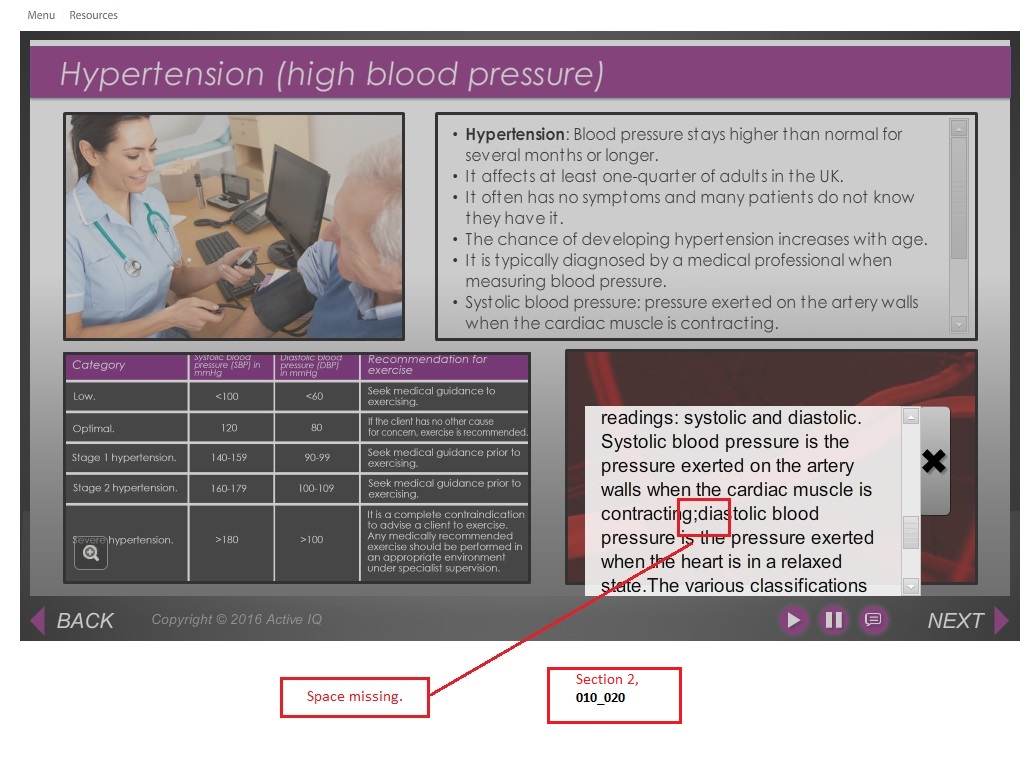 Menu Resources
Hypertension (high blood pressure)
• Hypertension: Blood pressure stays higher than normal for
several months or longer.
• It affects at least one-quarter of adults in the UK.
• It often has no symptoms and many patients do not know
they have it.
• The chance of developing hypertension increases with age.
• It is typically diagnosed by a medical professional when
measuring blood pressure.
• Systolic blood pressure: pressure exerted on the artery walls
when the cardiac muscle is contracting.
Category
Systolic blood
pressure (SBP) in
mmHg
Diastolic blood
pressure (DBP)
in mmHg
Recommendation for
exercise
Low.
<100
<60
Seek medical guidance to
exercising.
Optimal.
120
80
If the client has no other cause
for concern, exercise is recommended.
Stage 1 hypertension.
140-159
90-99
Seek medical guidance prior to
exercising.
Stage 2 hypertension.
160-179
100-109
Seek medical guidance prior to
exercising.
Severe hypertension.
>180
>100
It is a complete contraindication
to advise a client to exercise.
Any medically recommended
exercise should be performed in
an appropriate environment
under specialist supervision.
readings: systolic and diastolic.
Systolic blood pressure is the
pressure exerted on the artery
walls when the cardiac muscle is
contracting;diastolic blood
pressure is the pressure exerted
when the heart is in a relaxed
state.The various classifications
BACK
Copyright © 2016 Active IQ
NEXT
Space missing.
Section 2,
010_020